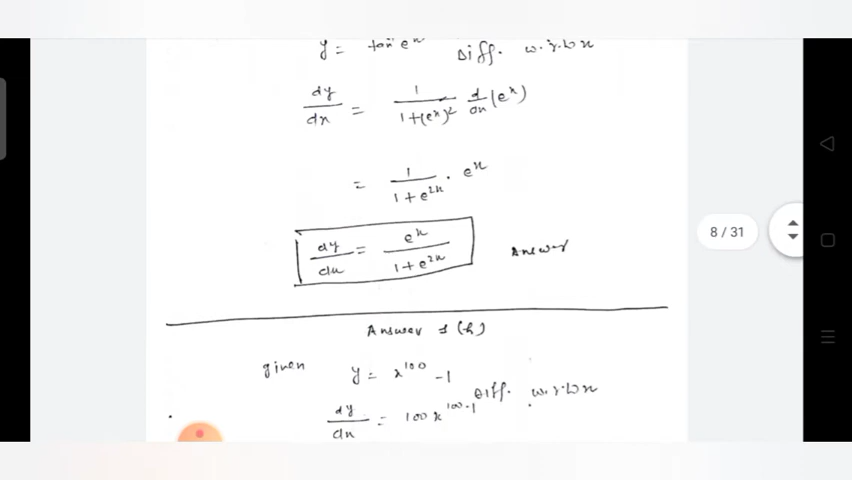 y = tan⁻¹ eˣ Diff. w.r.to x
dy/dx = 1/(1+(eˣ)²) d/dx (eˣ)
= 1/(1+e²ˣ) · eˣ
dy/dx = eˣ/(1+e²ˣ) Answer
8 / 31
Answer 1 (h)
given y = x¹⁰⁰ - 1
Diff. w.r.to x
dy/dx = 100 x¹⁰⁰⁻¹